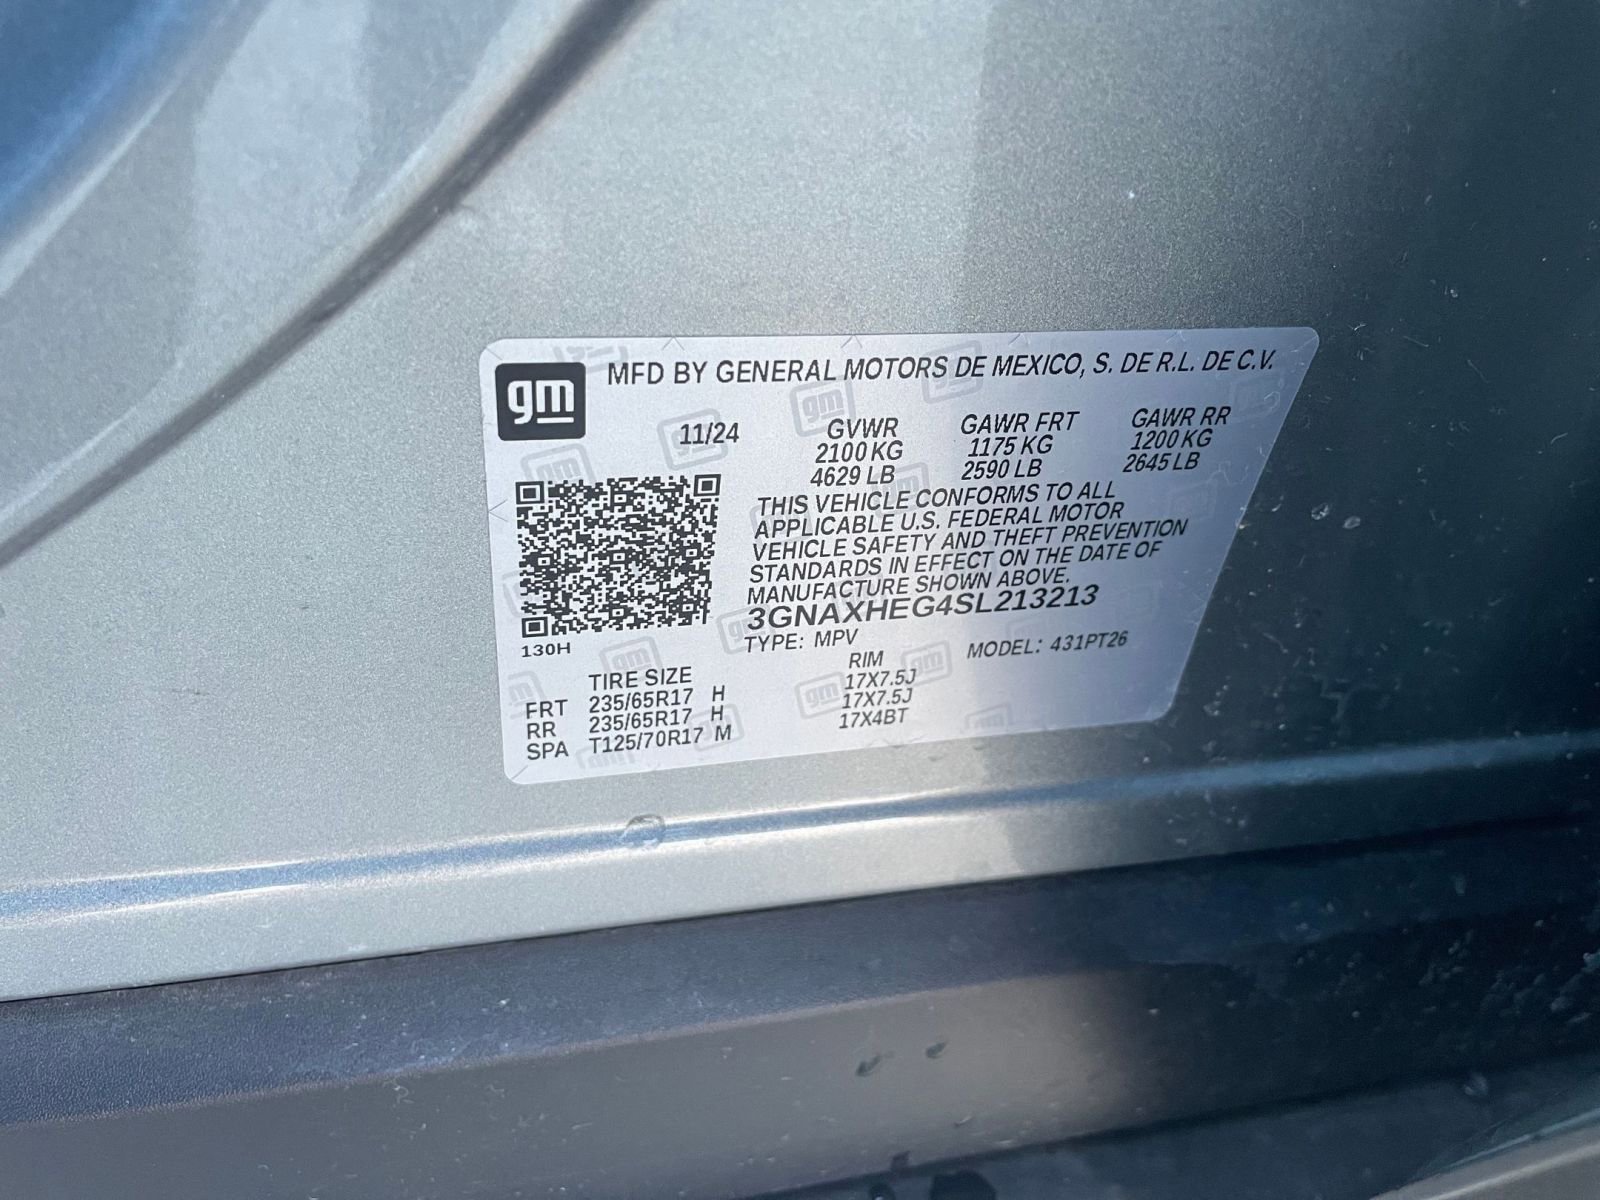 gm
MFD BY GENERAL MOTORS DE MEXICO, S. DE R.L. DE C.V.
11/24 GVWR GAWR FRT GAWR RR
2100 KG 1175 KG 1200 KG
4629 LB 2590 LB 2645 LB
THIS VEHICLE CONFORMS TO ALL
APPLICABLE U.S. FEDERAL MOTOR
VEHICLE SAFETY AND THEFT PREVENTION
STANDARDS IN EFFECT ON THE DATE OF
MANUFACTURE SHOWN ABOVE.
3GNAXHEG4SL213213
130H
TYPE: MPV MODEL: 431PT26
TIRE SIZE RIM
FRT 235/65R17 H 17X7.5J
RR 235/65R17 H 17X7.5J
SPA T125/70R17 M 17X4BT